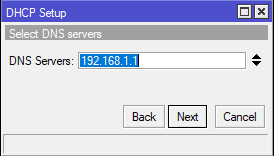 DHCP Setup
Select DNS servers
DNS Servers: 192.168.1.1
Back Next Cancel